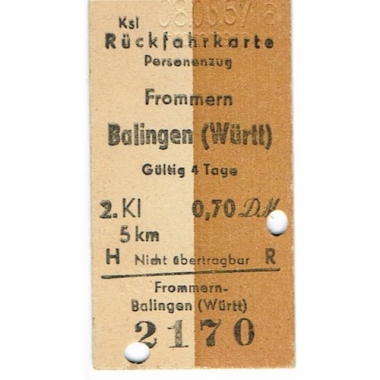 Ksl
Rückfahrkarte
Personenzug
Frommern
Balingen (Württ)
Gültig 4 Tage
2. Kl 0,70 DM
5 km
H Nicht übertragbar R
Frommern-
Balingen (Württ)
2170